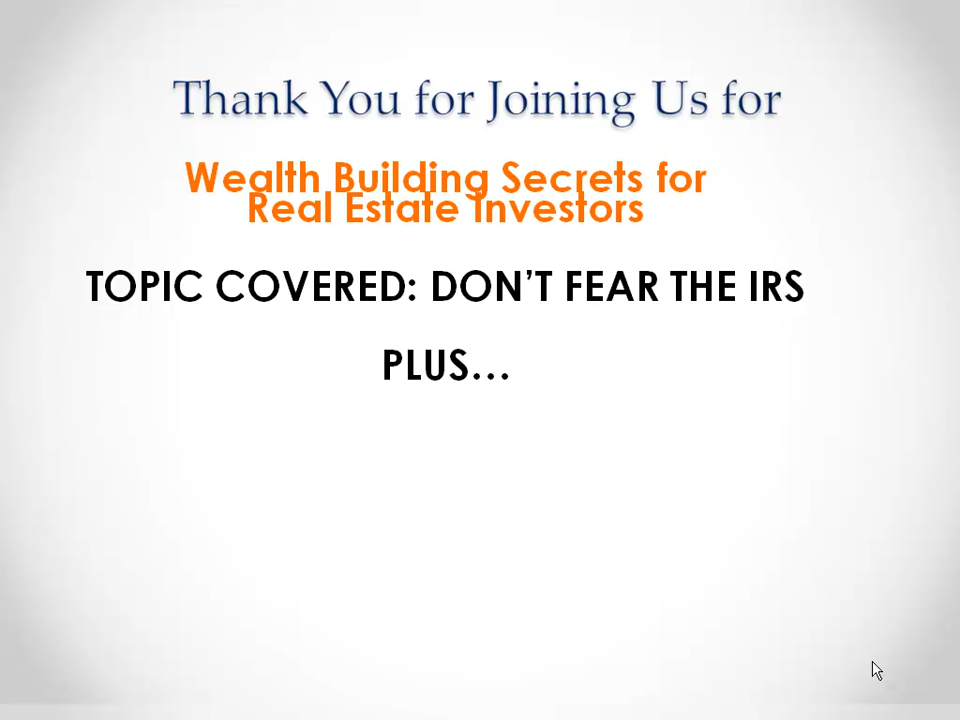 Thank You for Joining Us for
Wealth Building Secrets for
Real Estate Investors
TOPIC COVERED: DON’T FEAR THE IRS
PLUS…